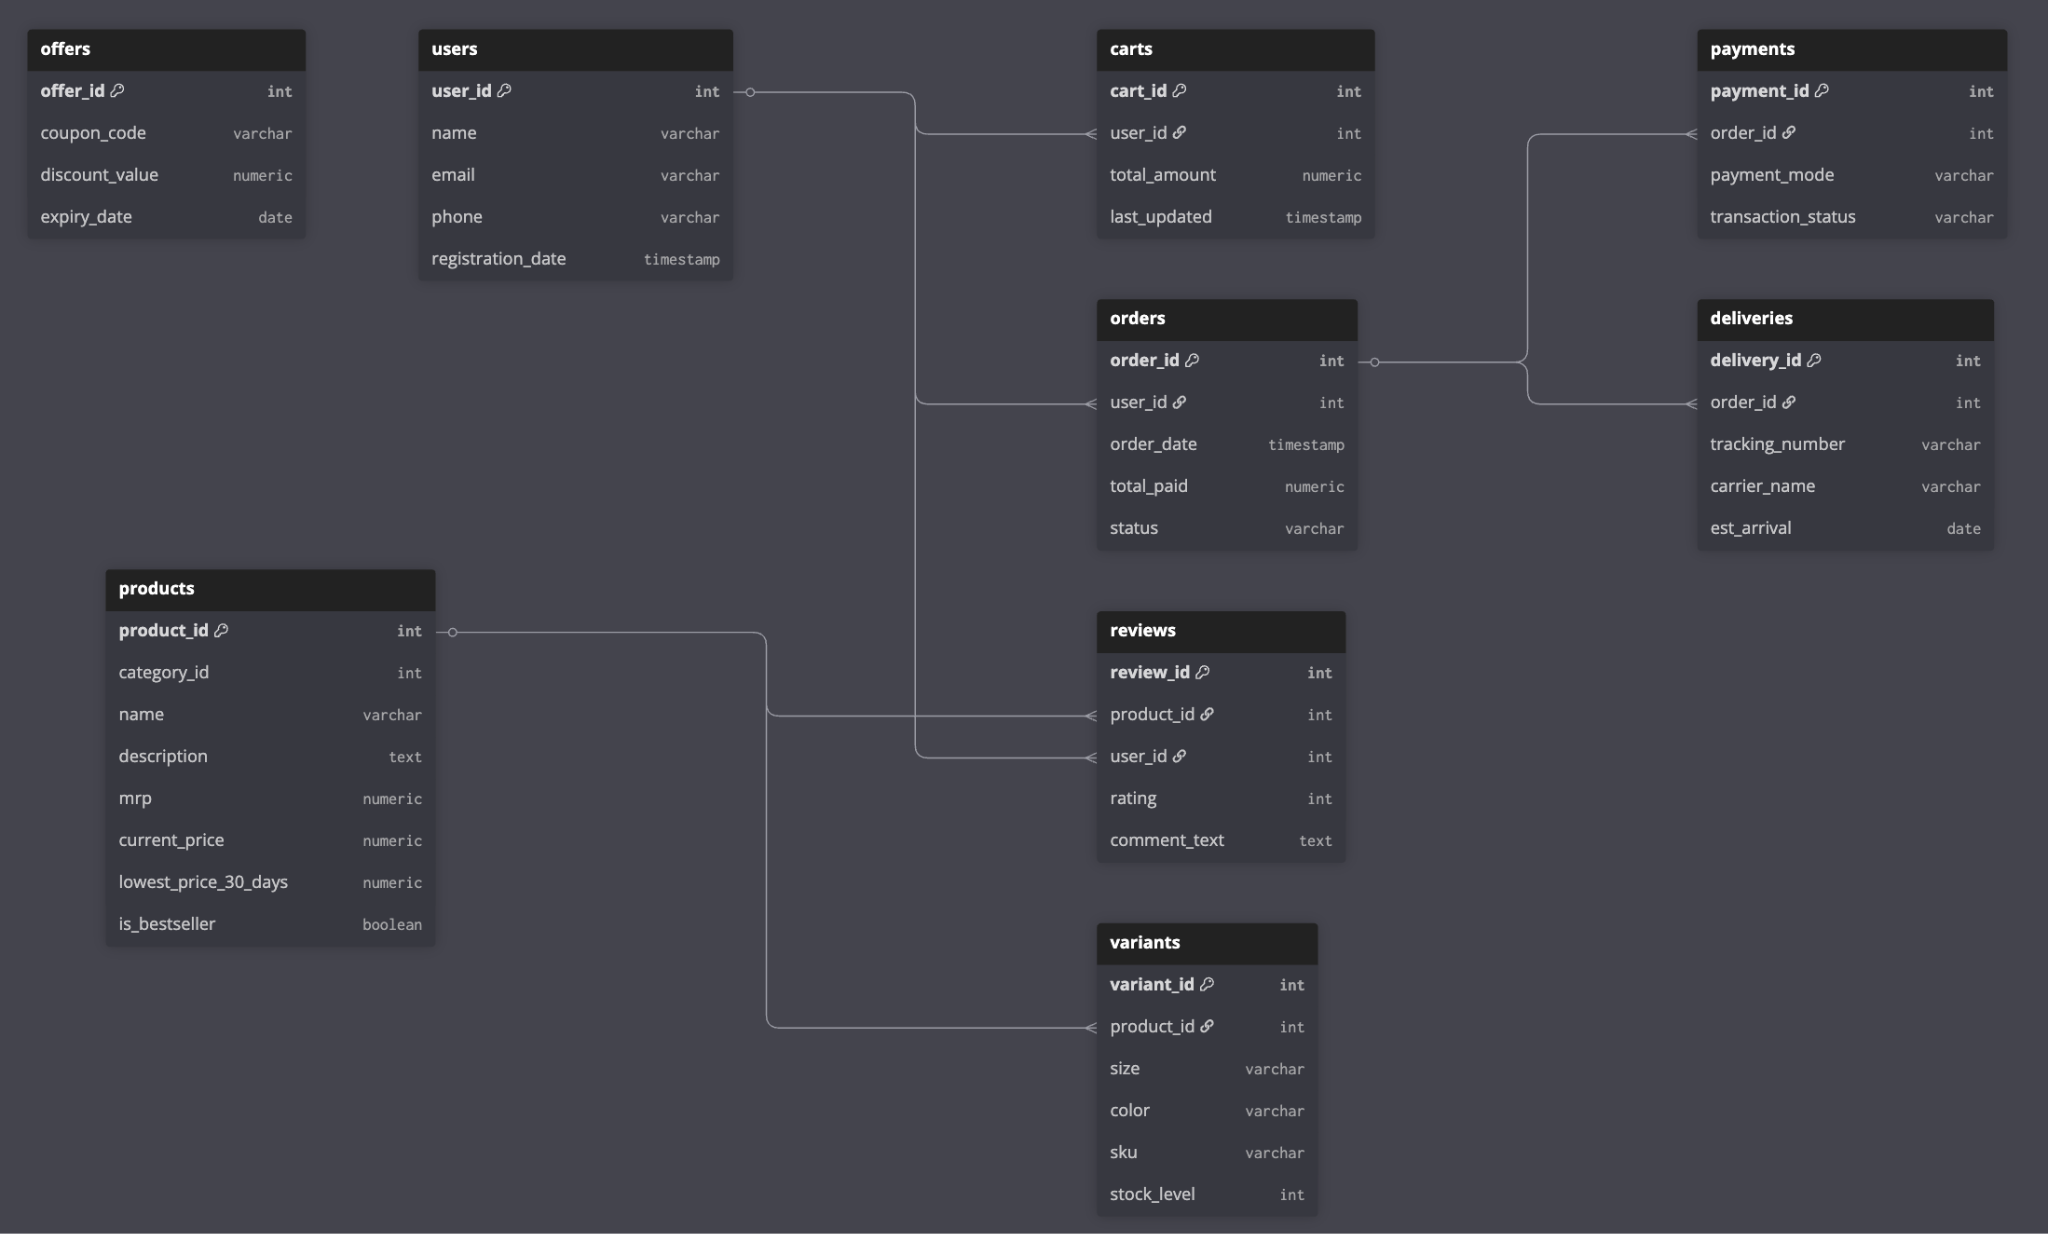 offers
offer_id int
coupon_code varchar
discount_value numeric
expiry_date date
users
user_id int
name varchar
email varchar
phone varchar
registration_date timestamp
carts
cart_id int
user_id int
total_amount numeric
last_updated timestamp
payments
payment_id int
order_id int
payment_mode varchar
transaction_status varchar
orders
order_id int
user_id int
order_date timestamp
total_paid numeric
status varchar
deliveries
delivery_id int
order_id int
tracking_number varchar
carrier_name varchar
est_arrival date
products
product_id int
category_id int
name varchar
description text
mrp numeric
current_price numeric
lowest_price_30_days numeric
is_bestseller boolean
reviews
review_id int
product_id int
user_id int
rating int
comment_text text
variants
variant_id int
product_id int
size varchar
color varchar
sku varchar
stock_level int